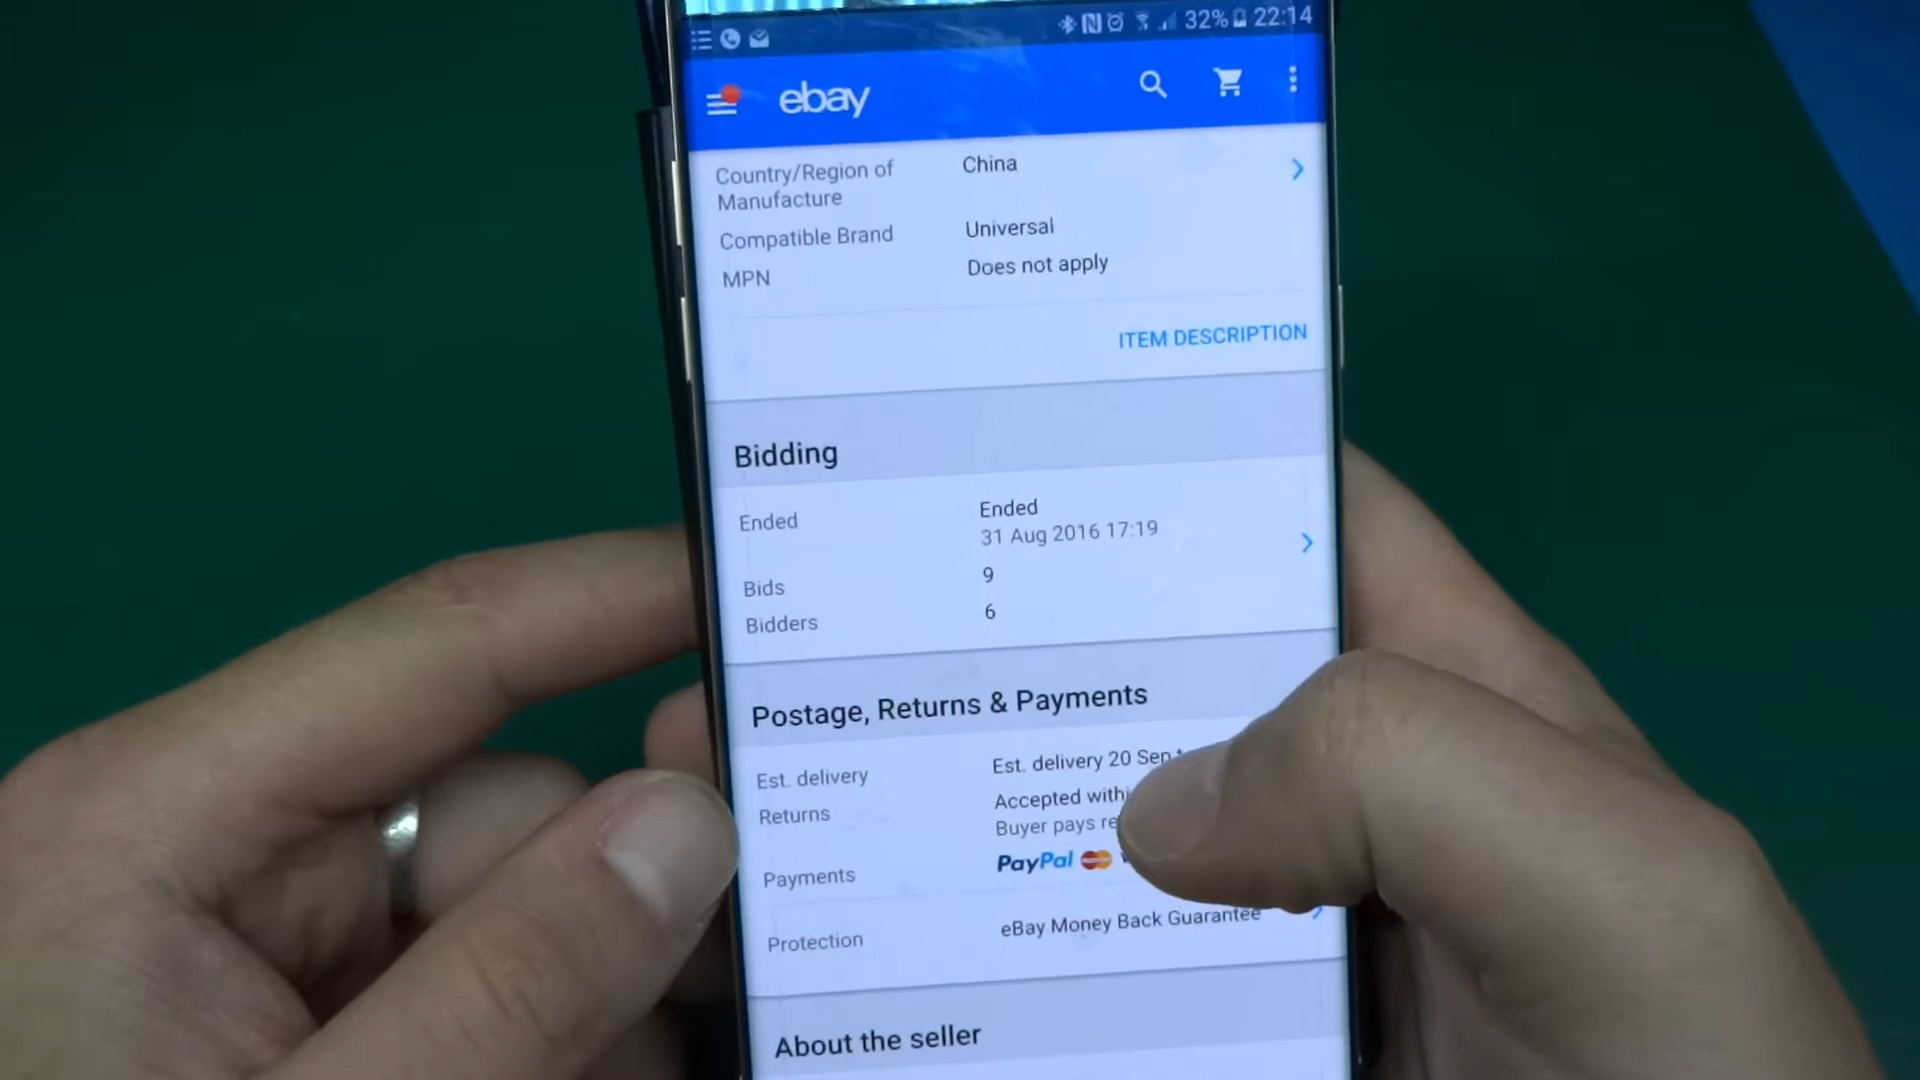 32% 22:14
ebay
Country/Region of China
Manufacture
Compatible Brand Universal
MPN Does not apply
ITEM DESCRIPTION
Bidding
Ended Ended
31 Aug 2016 17:19
Bids 9
Bidders 6
Postage, Returns & Payments
Est. delivery Est. delivery 20 Sep
Returns Accepted
Buyer pays
Payments PayPal
Protection eBay Money Back Guarantee
About the seller